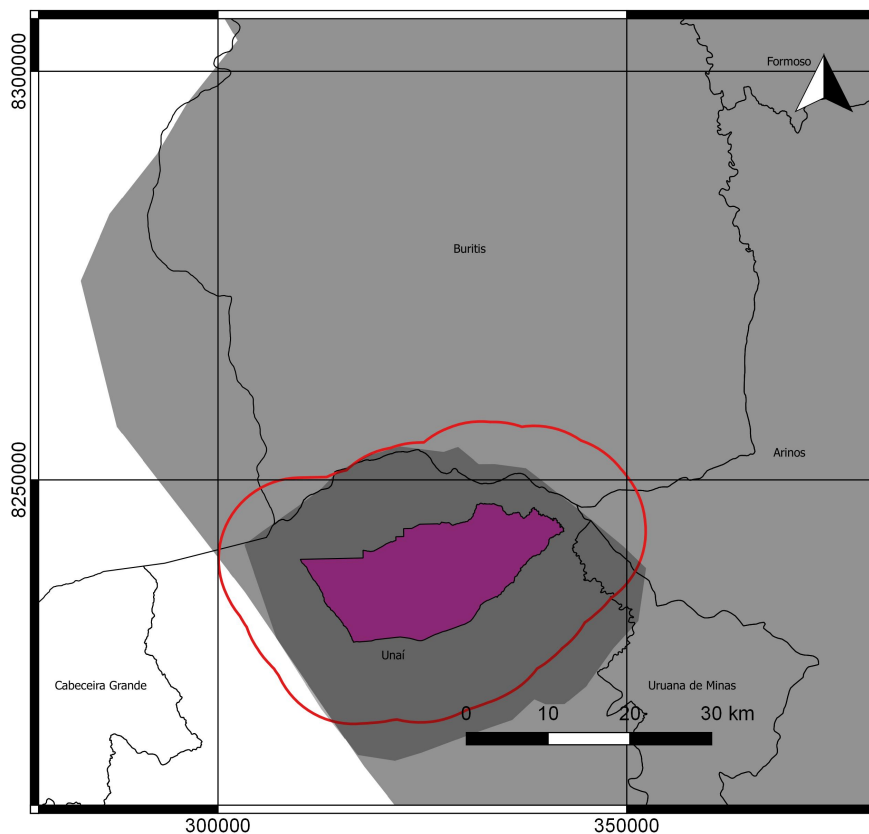 Formoso
8300000
Buritis
8250000
Arinos
Unaí
Cabeceira Grande
Uruana de Minas
0 10 20 30 km
300000 350000